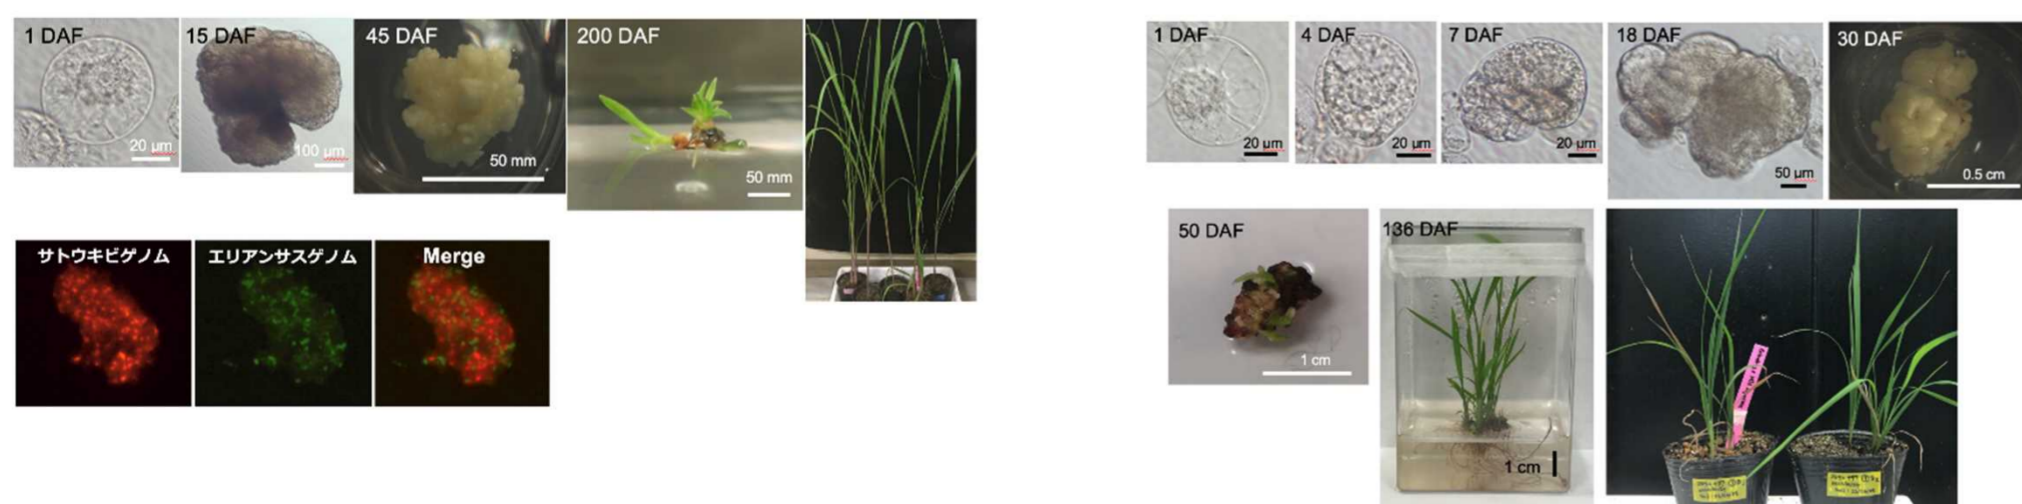 1 DAF
20 μm
15 DAF
100 μm
45 DAF
50 mm
200 DAF
50 mm
サトウキビゲノム
エリアンサスゲノム
Merge
1 DAF
20 μm
4 DAF
20 μm
7 DAF
20 μm
18 DAF
50 μm
30 DAF
0.5 cm
50 DAF
1 cm
136 DAF
1 cm